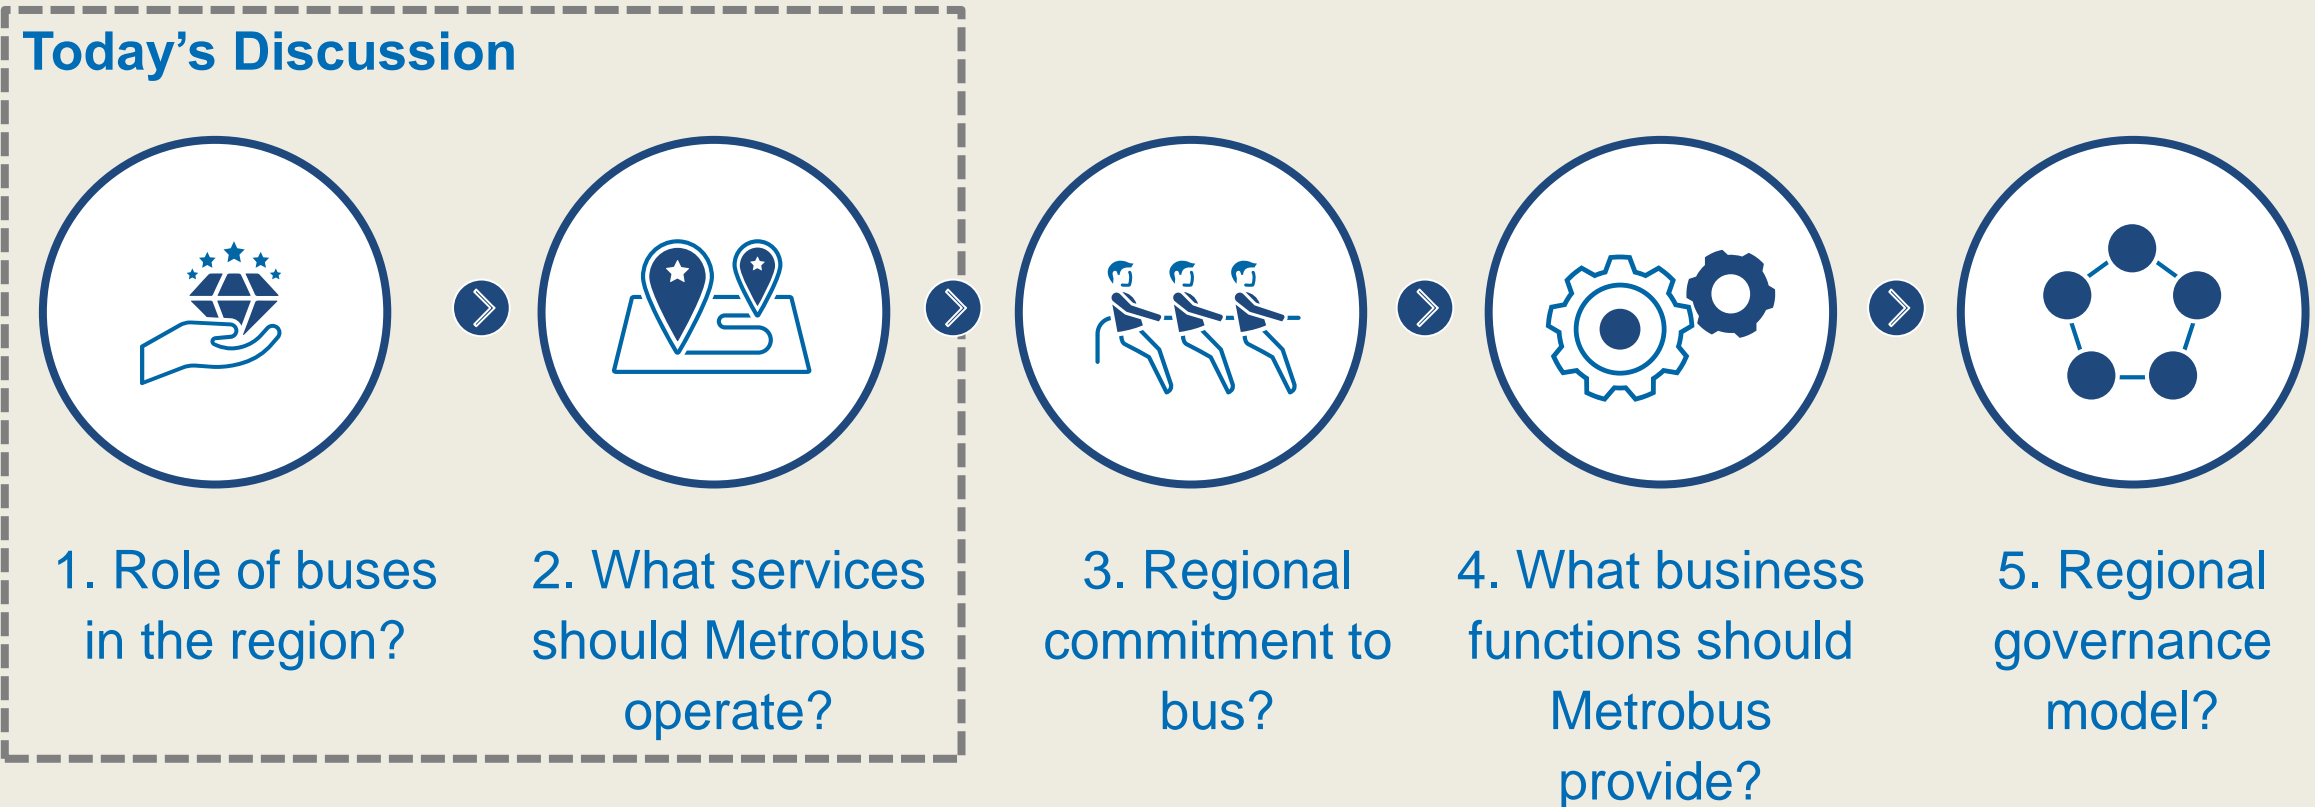 Today’s Discussion
1. Role of buses
in the region?
2. What services
should Metrobus
operate?
3. Regional
commitment to
bus?
4. What business
functions should
Metrobus
provide?
5. Regional
governance
model?